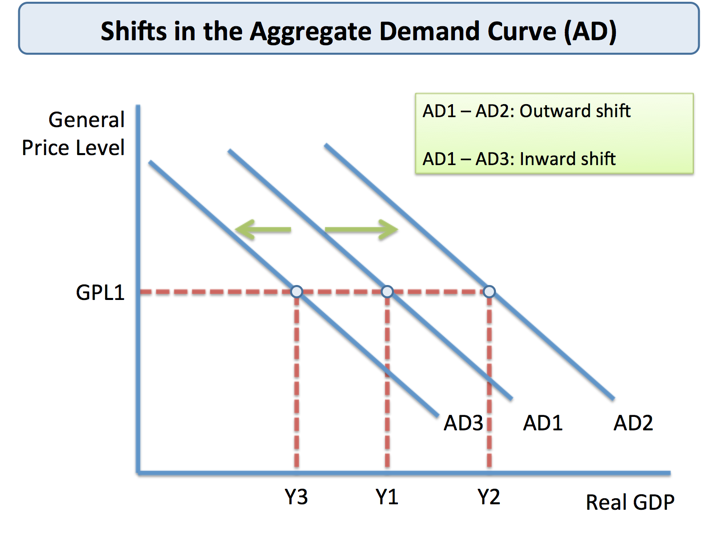 Shifts in the Aggregate Demand Curve (AD)
General
Price Level
AD1 – AD2: Outward shift
AD1 – AD3: Inward shift
GPL1
AD3
AD1
AD2
Y3
Y1
Y2
Real GDP